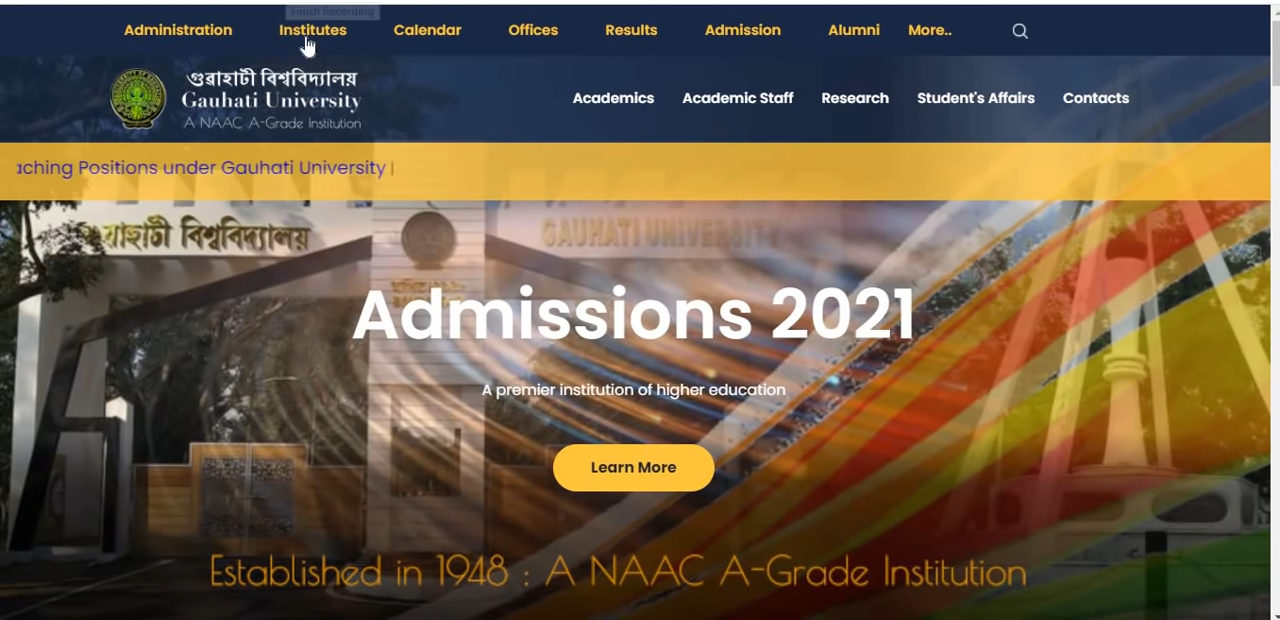 Finish Recording
Administration Institutes Calendar Offices Results Admission Alumni More..
গুৱাহাটী বিশ্ববিদ্যালয়
Gauhati University
A NAAC A-Grade Institution
Academics Academic Staff Research Student's Affairs Contacts
aching Positions under Gauhati University |
বিশ্ববিদ্যালয়
GAUHATI UNIVERSITY
Admissions 2021
A premier institution of higher education
Learn More
Established in 1948 : A NAAC A-Grade Institution